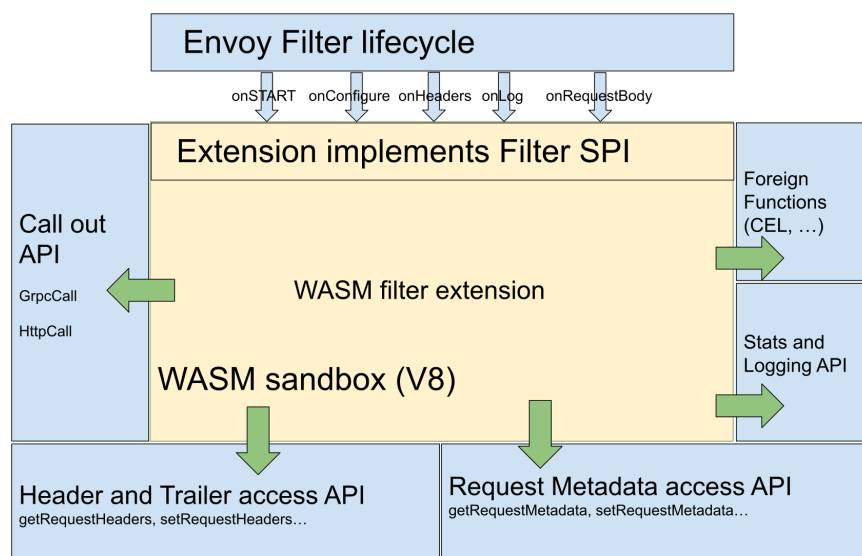 Envoy Filter lifecycle
onSTART onConfigure onHeaders onLog onRequestBody
Extension implements Filter SPI
Call out
API
GrpcCall
HttpCall
WASM filter extension
WASM sandbox (V8)
Foreign
Functions
(CEL, …)
Stats and
Logging API
Header and Trailer access API
getRequestHeaders, setRequestHeaders…
Request Metadata access API
getRequestMetadata, setRequestMetadata…